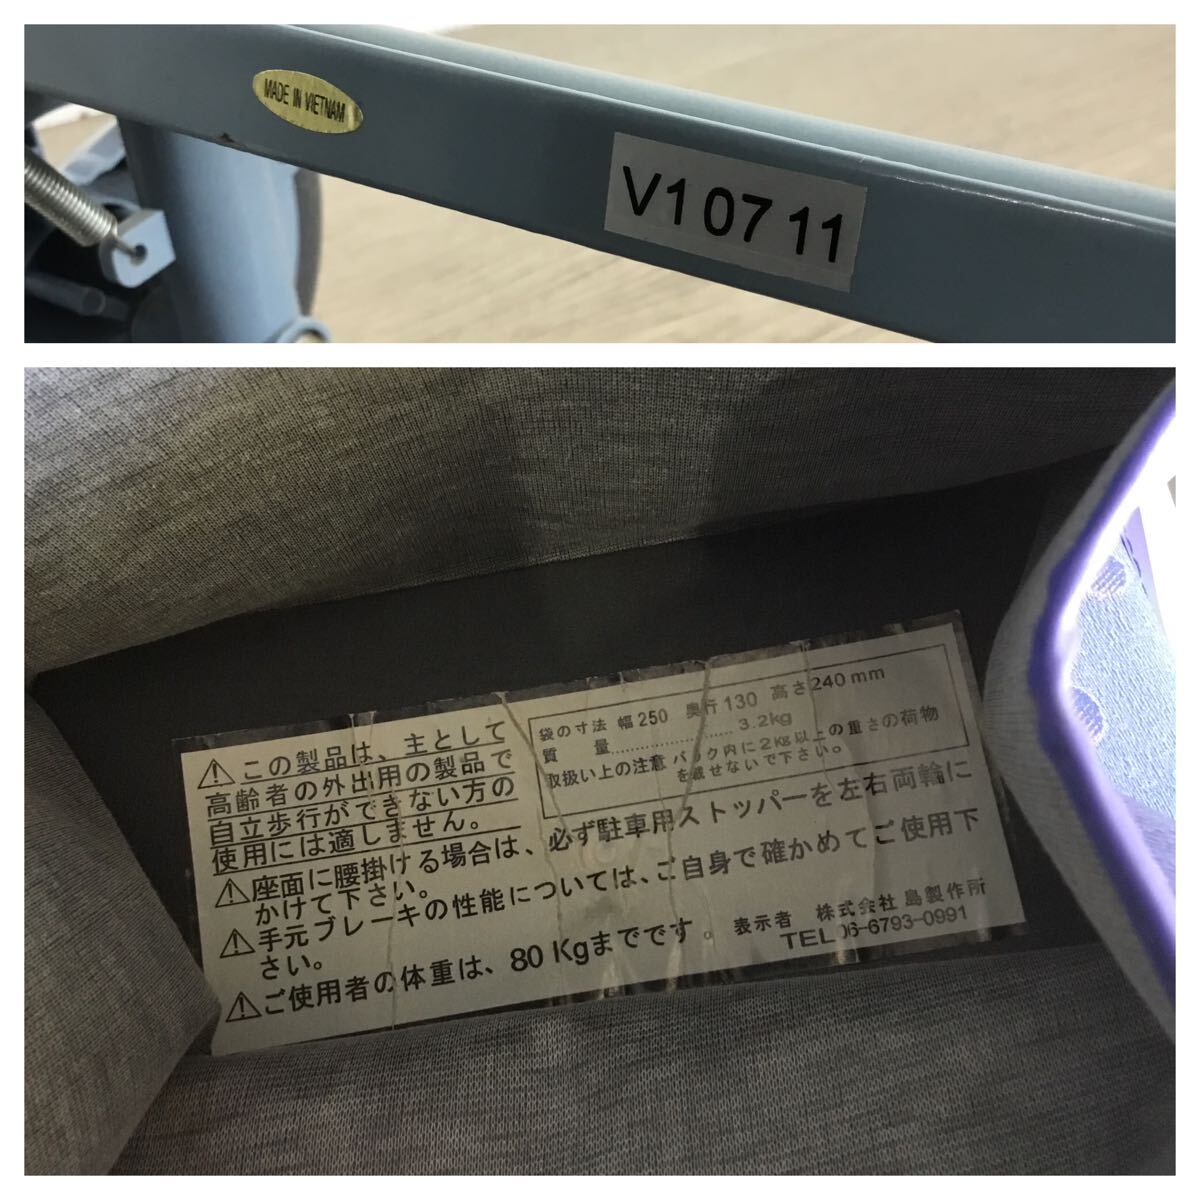 MADE IN VIETNAM
V1 07 11
⚠この製品は、主として
高齢者の外出用の製品で
自立歩行ができない方の
使用には適しません。
袋の寸法 幅250 奥行130 高さ240mm
質 量..............................3.2kg
取扱い上の注意 バック内に2kg以上の重さの荷物
を載せないで下さい。
⚠座面に腰掛ける場合は、必ず駐車用ストッパーを左右両輪に
かけて下さい。
⚠手元ブレーキの性能については、ご自身で確かめてご使用下
さい。
⚠ご使用者の体重は、80Kgまでです。
表示者 株式会社 島製作所
TEL06-6793-0991